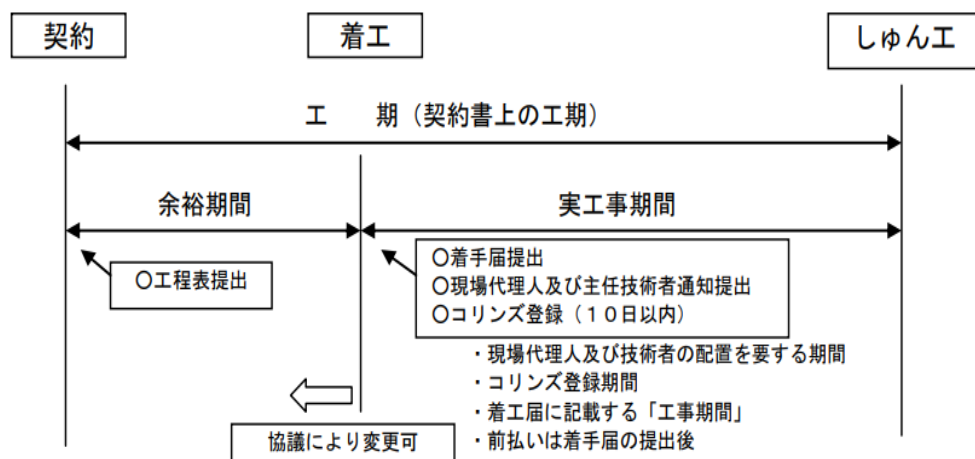 契約
着工
しゅん工
工　　期（契約書上の工期）
余裕期間
実工事期間
〇工程表提出
〇着手届提出
〇現場代理人及び主任技術者通知提出
〇コリンズ登録（１０日以内）
・現場代理人及び技術者の配置を要する期間
・コリンズ登録期間
・着工届に記載する「工事期間」
・前払いは着手届の提出後
協議により変更可